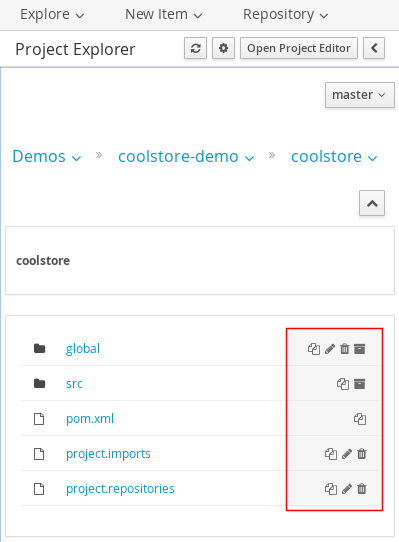 Explore New Item Repository
Project Explorer Open Project Editor
master
Demos » coolstore-demo » coolstore
coolstore
global
src
pom.xml
project.imports
project.repositories